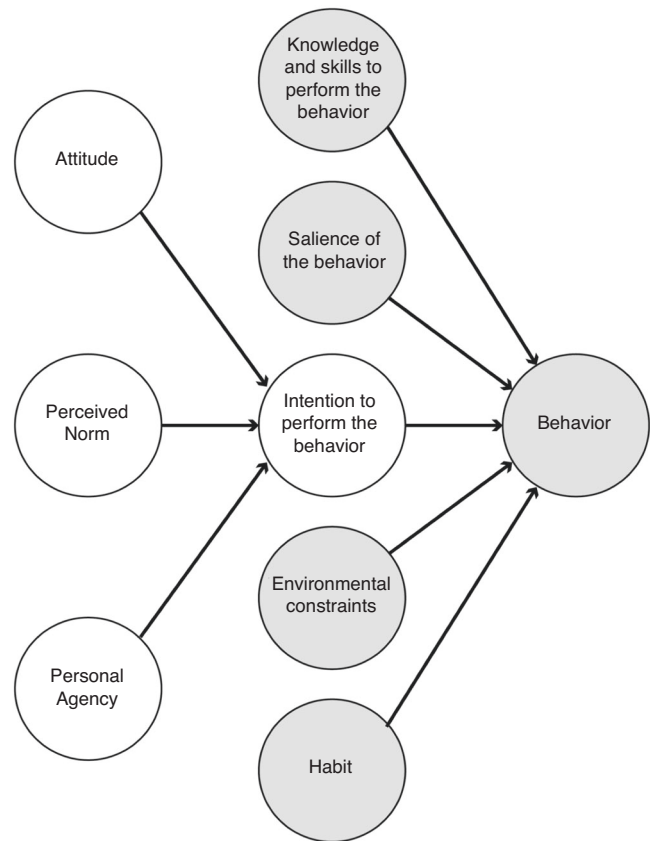 Knowledge
and skills to
perform the
behavior
Attitude
Salience of
the behavior
Perceived
Norm
Intention to
perform the
behavior
Behavior
Environmental
constraints
Personal
Agency
Habit